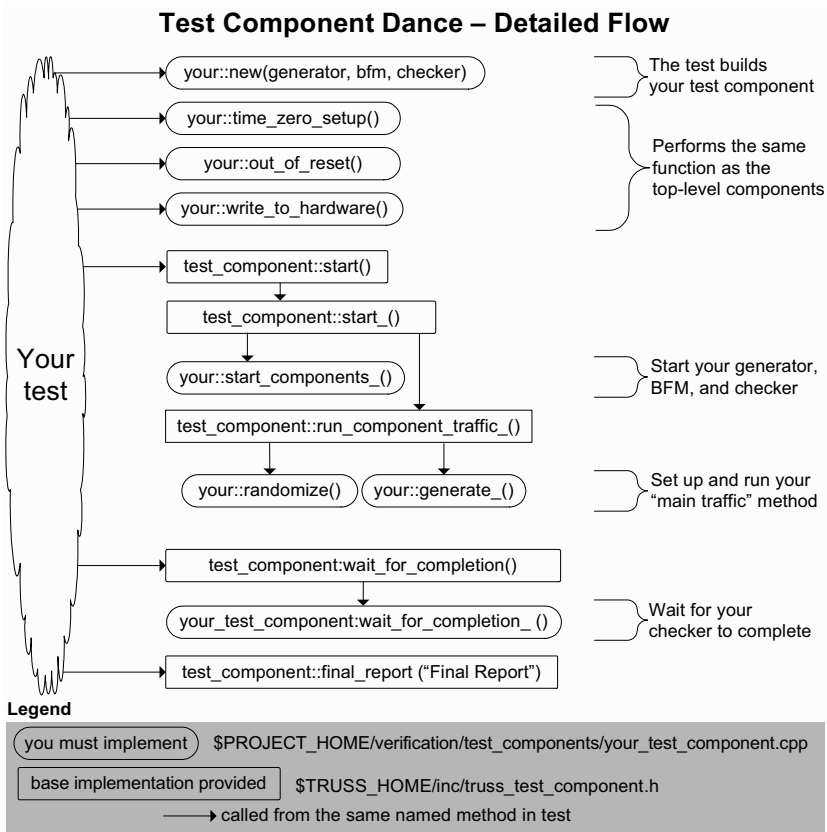 Test Component Dance – Detailed Flow
your::new(generator, bfm, checker)
The test builds
your test component
your::time_zero_setup()
your::out_of_reset()
your::write_to_hardware()
Performs the same
function as the
top-level components
test_component::start()
test_component::start_()
Your
test
your::start_components_()
Start your generator,
BFM, and checker
test_component::run_component_traffic_()
your::randomize()
your::generate_()
Set up and run your
“main traffic” method
test_component:wait_for_completion()
your_test_component:wait_for_completion_ ()
Wait for your
checker to complete
test_component::final_report (“Final Report”)
Legend
you must implement
$PROJECT_HOME/verification/test_components/your_test_component.cpp
base implementation provided
$TRUSS_HOME/inc/truss_test_component.h
called from the same named method in test